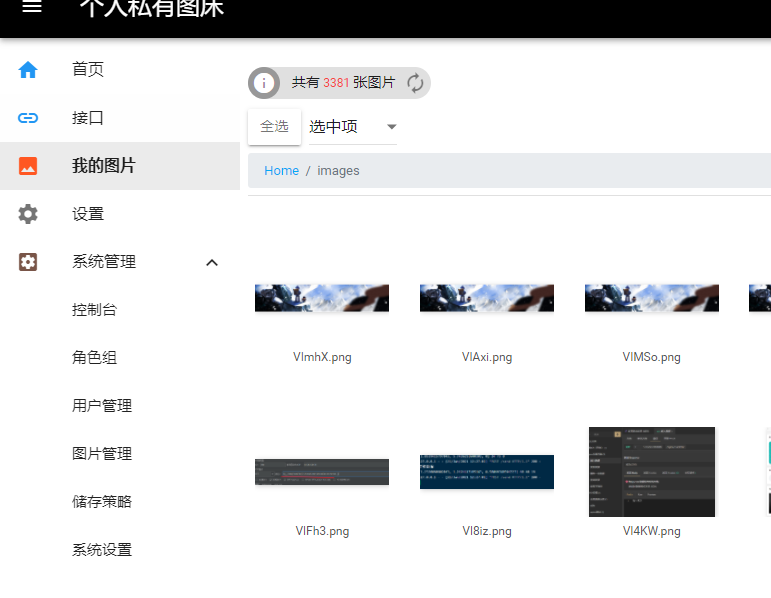 个人私有图床
首页
接口
我的图片
设置
系统管理
控制台
角色组
用户管理
图片管理
储存策略
系统设置
共有 3381 张图片
全选
选中项
Home / images
VImhX.png
VIAxi.png
VIMSo.png
VIFh3.png
VI8iz.png
VI4KW.png